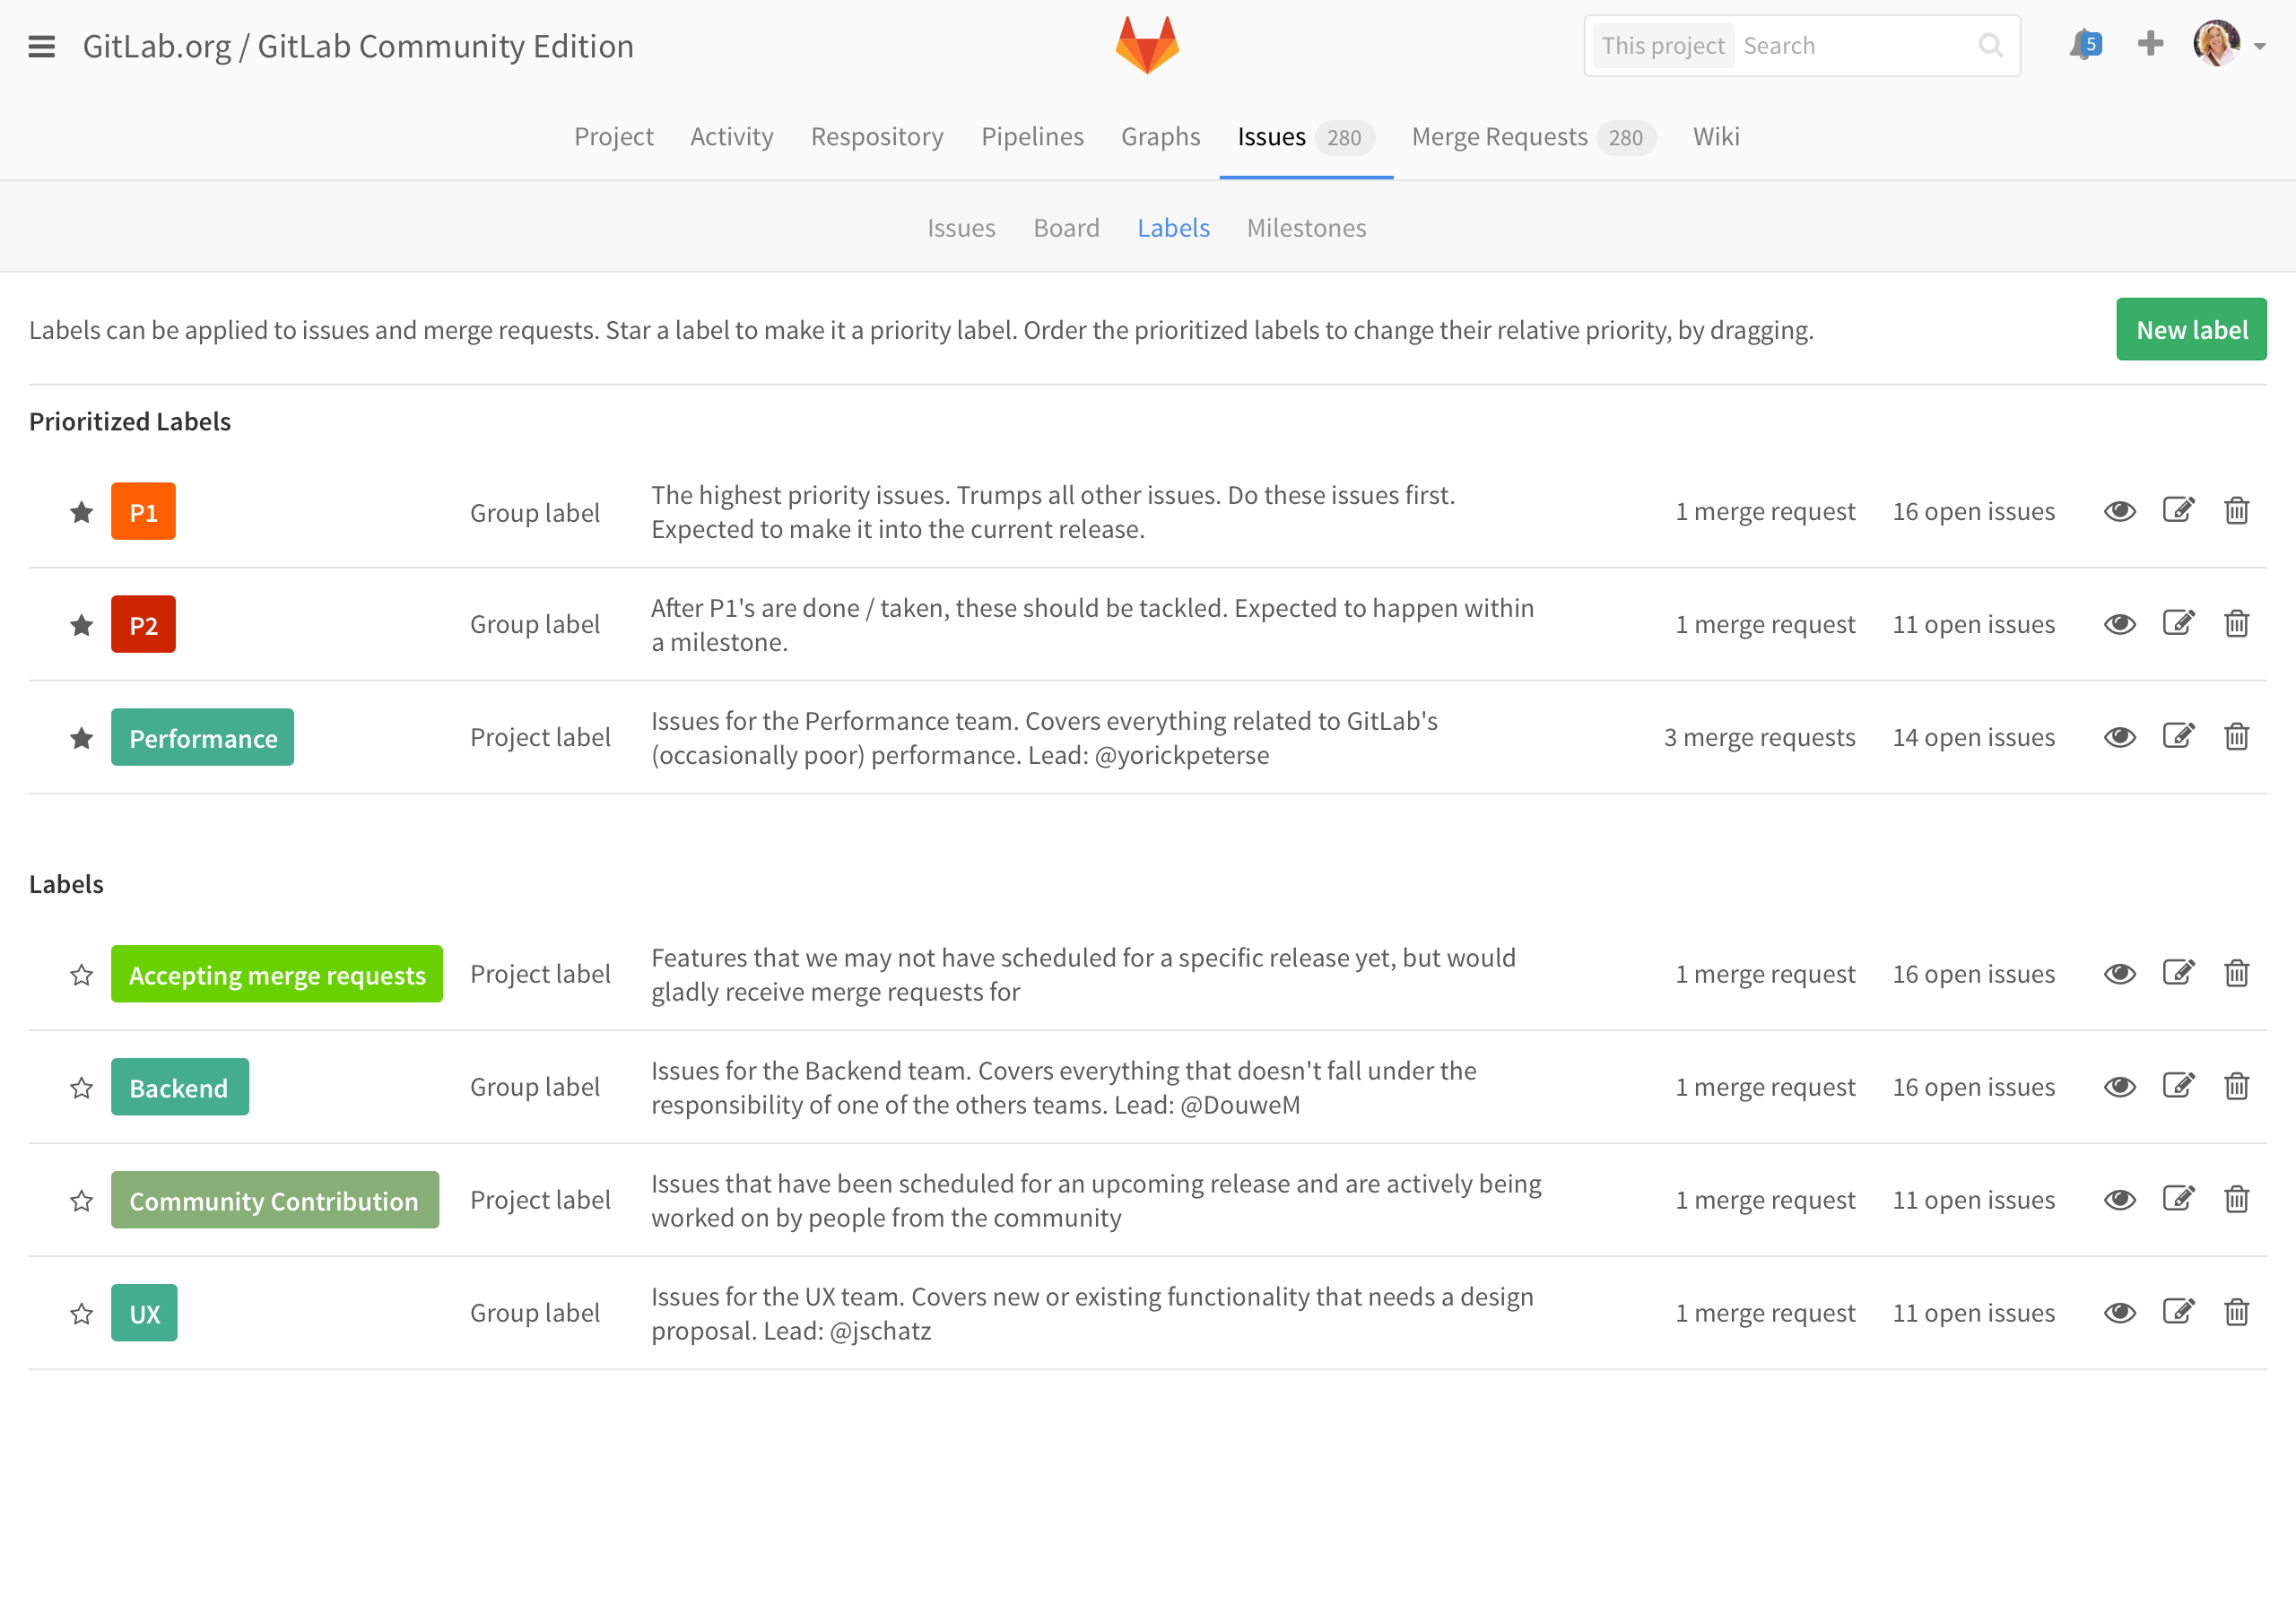 GitLab.org / GitLab Community Edition
This project Search
5
Project Activity Respository Pipelines Graphs Issues 280 Merge Requests 280 Wiki
Issues Board Labels Milestones
Labels can be applied to issues and merge requests. Star a label to make it a priority label. Order the prioritized labels to change their relative priority, by dragging.
New label
Prioritized Labels
P1
Group label
The highest priority issues. Trumps all other issues. Do these issues first.
Expected to make it into the current release.
1 merge request
16 open issues
P2
Group label
After P1's are done / taken, these should be tackled. Expected to happen within
a milestone.
1 merge request
11 open issues
Performance
Project label
Issues for the Performance team. Covers everything related to GitLab's
(occasionally poor) performance. Lead: @yorickpeterse
3 merge requests
14 open issues
Labels
Accepting merge requests
Project label
Features that we may not have scheduled for a specific release yet, but would
gladly receive merge requests for
1 merge request
16 open issues
Backend
Group label
Issues for the Backend team. Covers everything that doesn't fall under the
responsibility of one of the others teams. Lead: @DouweM
1 merge request
16 open issues
Community Contribution
Project label
Issues that have been scheduled for an upcoming release and are actively being
worked on by people from the community
1 merge request
11 open issues
UX
Group label
Issues for the UX team. Covers new or existing functionality that needs a design
proposal. Lead: @jschatz
1 merge request
11 open issues